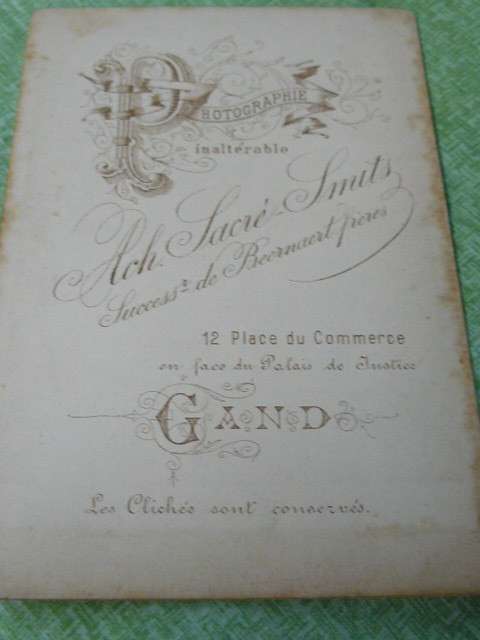 PHOTOGRAPHIE
inaltérable
Ach. Sacré-Smits
Success.r de Beernaert frères
12 Place du Commerce
en face du Palais de Justice
GAND
Les Clichés sont conservés.